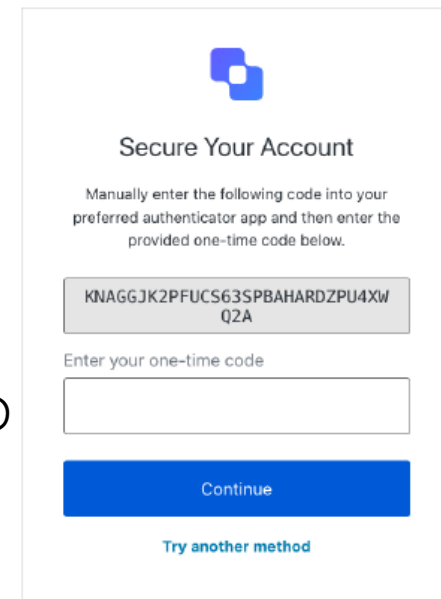 Secure Your Account
Manually enter the following code into your
preferred authenticator app and then enter the
provided one-time code below.
KNAGGJK2PFUCS63SPBAHARDZPU4XW
Q2A
Enter your one-time code
Continue
Try another method